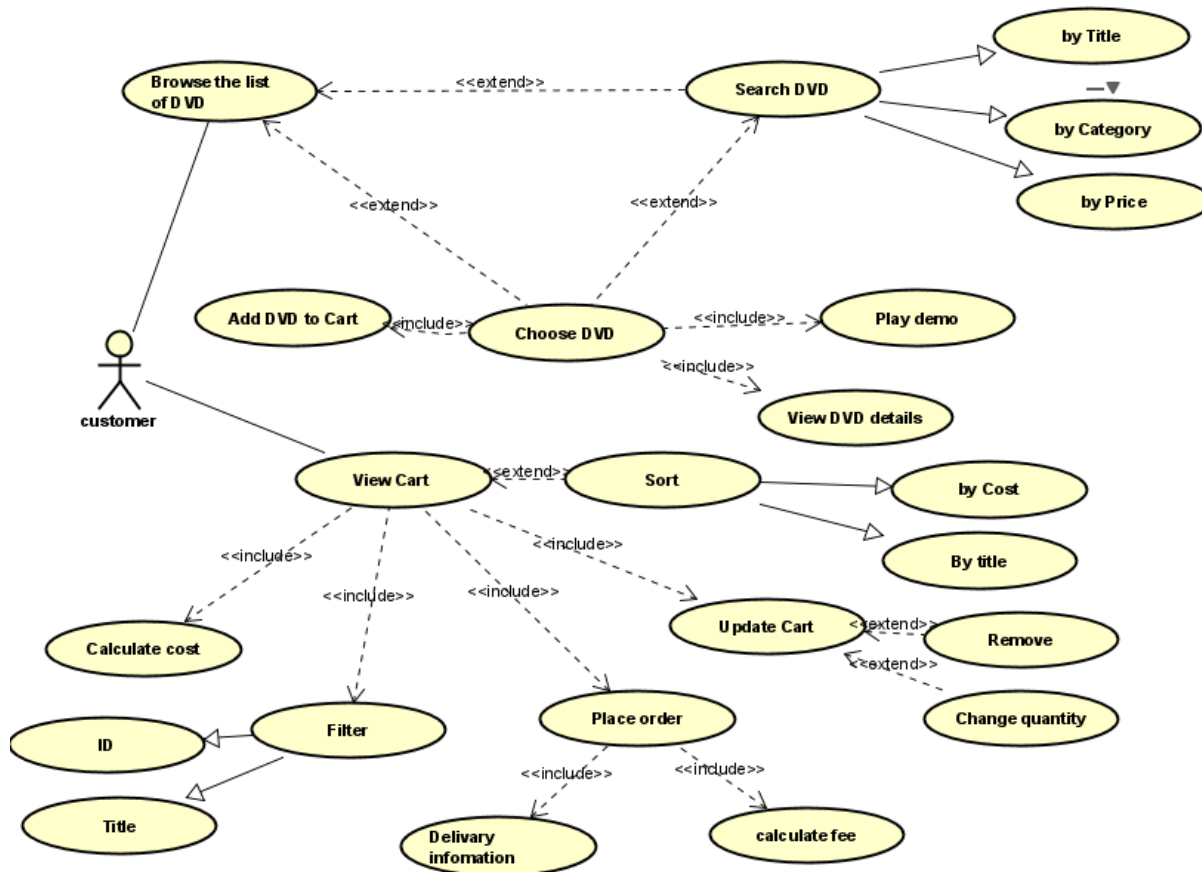 by Title
Browse the list
of DVD
<<extend>>
Search DVD
by Category
<<extend>>
<<extend>>
by Price
Add DVD to Cart
<<include>>
Choose DVD
<<include>>
Play demo
<<include>>
View DVD details
customer
View Cart
<<extend>>
Sort
by Cost
<<include>>
<<include>>
<<include>>
<<include>>
By title
Calculate cost
Update Cart
<<extend>>
Remove
<<extend>>
Change quantity
ID
Filter
Place order
Title
<<include>>
<<include>>
Delivary
infomation
calculate fee